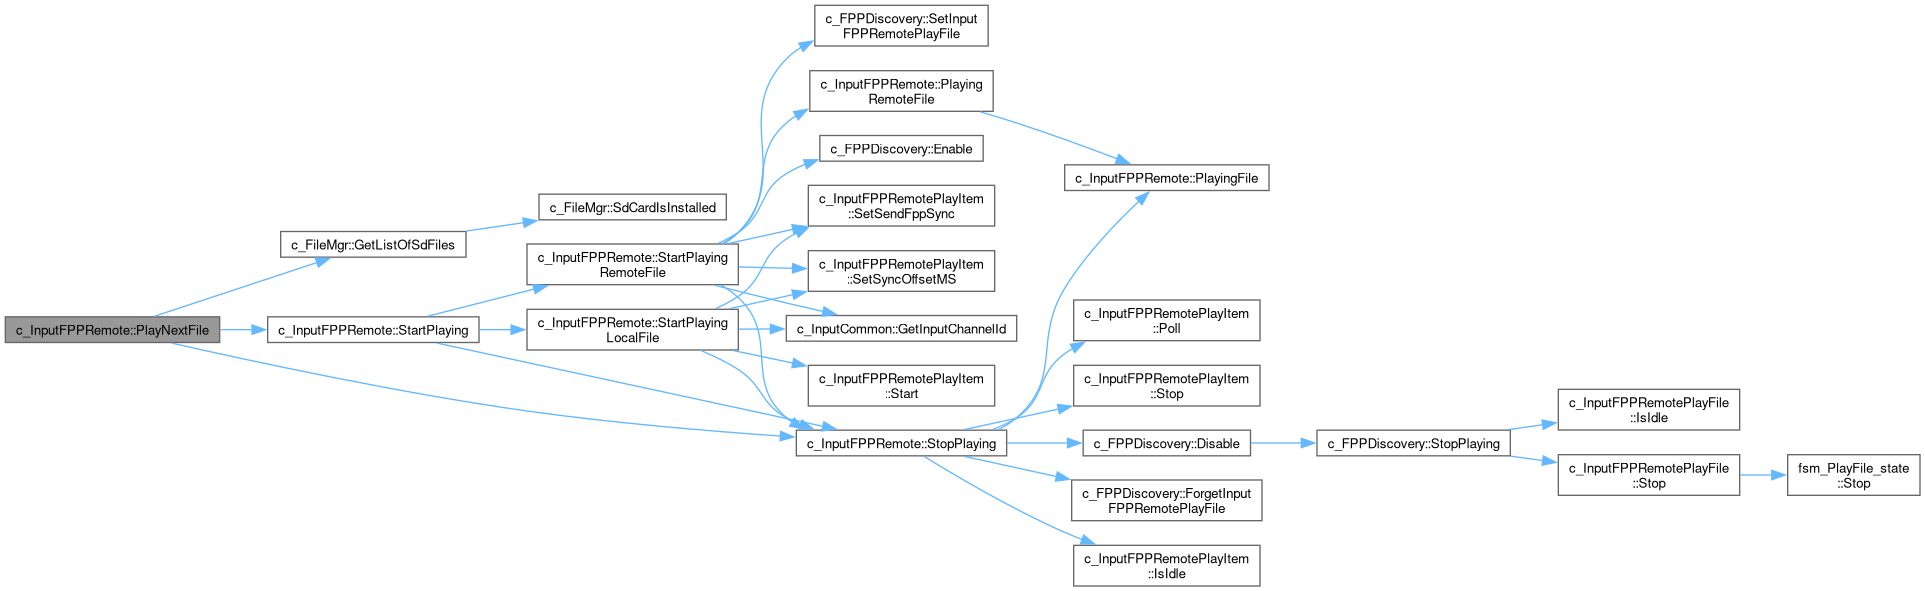 c_InputFPPRemote::PlayNextFile
c_FileMgr::GetListOfSdFiles
c_FileMgr::SdCardIsInstalled
c_InputFPPRemote::StartPlaying
c_InputFPPRemote::StartPlaying
RemoteFile
c_InputFPPRemote::StartPlaying
LocalFile
c_FPPDiscovery::SetInput
FPPRemotePlayFile
c_InputFPPRemote::Playing
RemoteFile
c_FPPDiscovery::Enable
c_InputFPPRemotePlayItem
::SetSendFppSync
c_InputFPPRemotePlayItem
::SetSyncOffsetMS
c_InputCommon::GetInputChannelId
c_InputFPPRemotePlayItem
::Start
c_InputFPPRemote::StopPlaying
c_InputFPPRemote::PlayingFile
c_InputFPPRemotePlayItem
::Poll
c_InputFPPRemotePlayItem
::Stop
c_FPPDiscovery::Disable
c_FPPDiscovery::ForgetInput
FPPRemotePlayFile
c_InputFPPRemotePlayItem
::IsIdle
c_FPPDiscovery::StopPlaying
c_InputFPPRemotePlayFile
::IsIdle
c_InputFPPRemotePlayFile
::Stop
fsm_PlayFile_state
::Stop